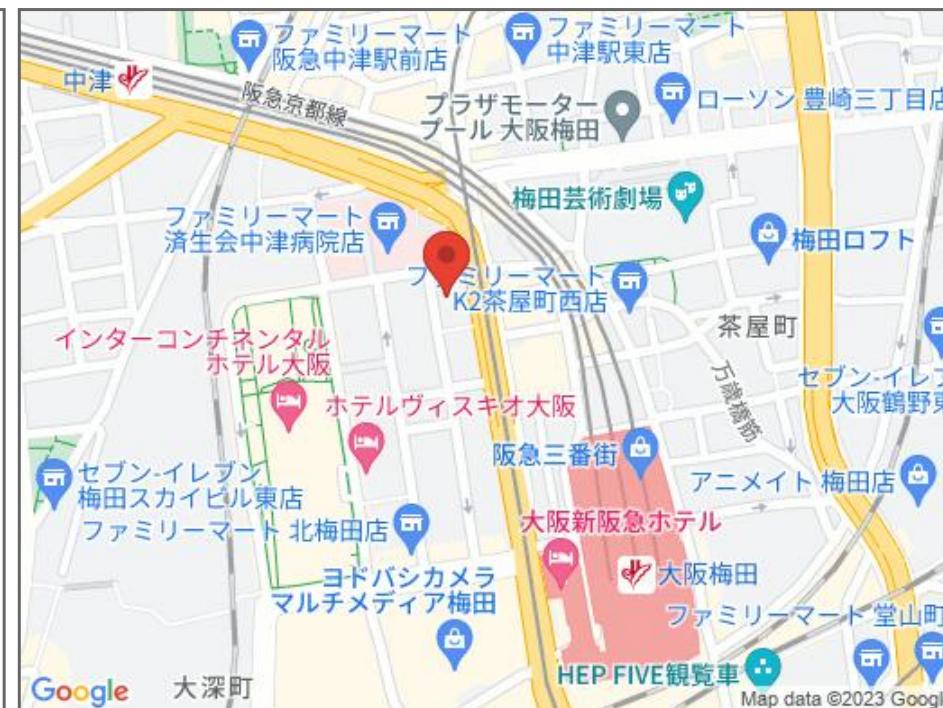 ファミリーマート
阪急中津駅前店
ファミリーマート
中津駅東店
中津
阪急京都線
プラザモーター
プール 大阪梅田
ローソン 豊崎三丁目店
梅田芸術劇場
ファミリーマート
済生会中津病院店
梅田ロフト
ファミリーマート
K2茶屋町西店
茶屋町
インターコンチネンタル
ホテル大阪
万歳橋筋
セブン-イレブ
大阪鶴野東
ホテルヴィスキオ大阪
阪急三番街
セブン-イレブン
梅田スカイビル東店
アニメイト 梅田店
ファミリーマート 北梅田店
大阪新阪急ホテル
ヨドバシカメラ
マルチメディア梅田
大阪梅田
ファミリーマート 堂山町
HEP FIVE観覧車
Google
大深町
Map data ©2023 Googl